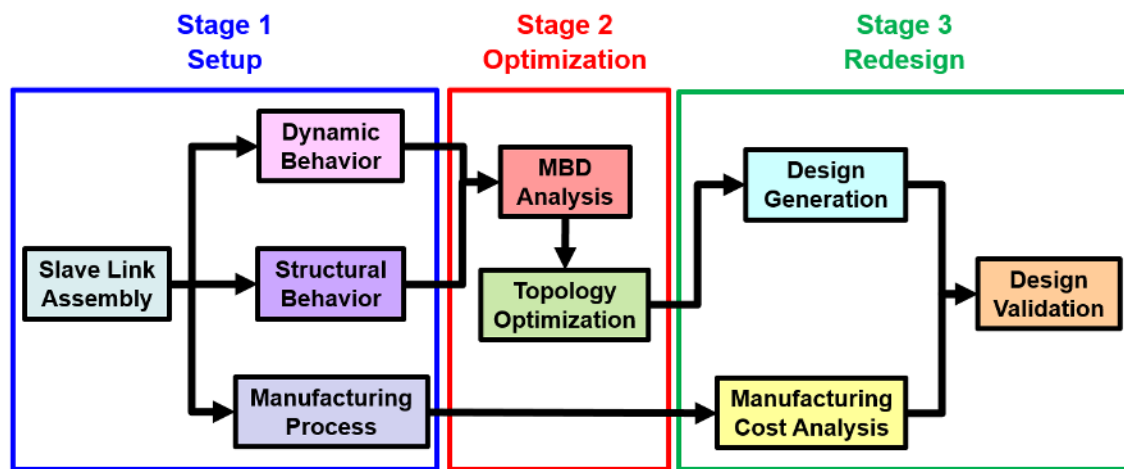 Stage 1
Setup
Stage 2
Optimization
Stage 3
Redesign
Dynamic
Behavior
MBD
Analysis
Design
Generation
Slave Link
Assembly
Structural
Behavior
Topology
Optimization
Design
Validation
Manufacturing
Process
Manufacturing
Cost Analysis